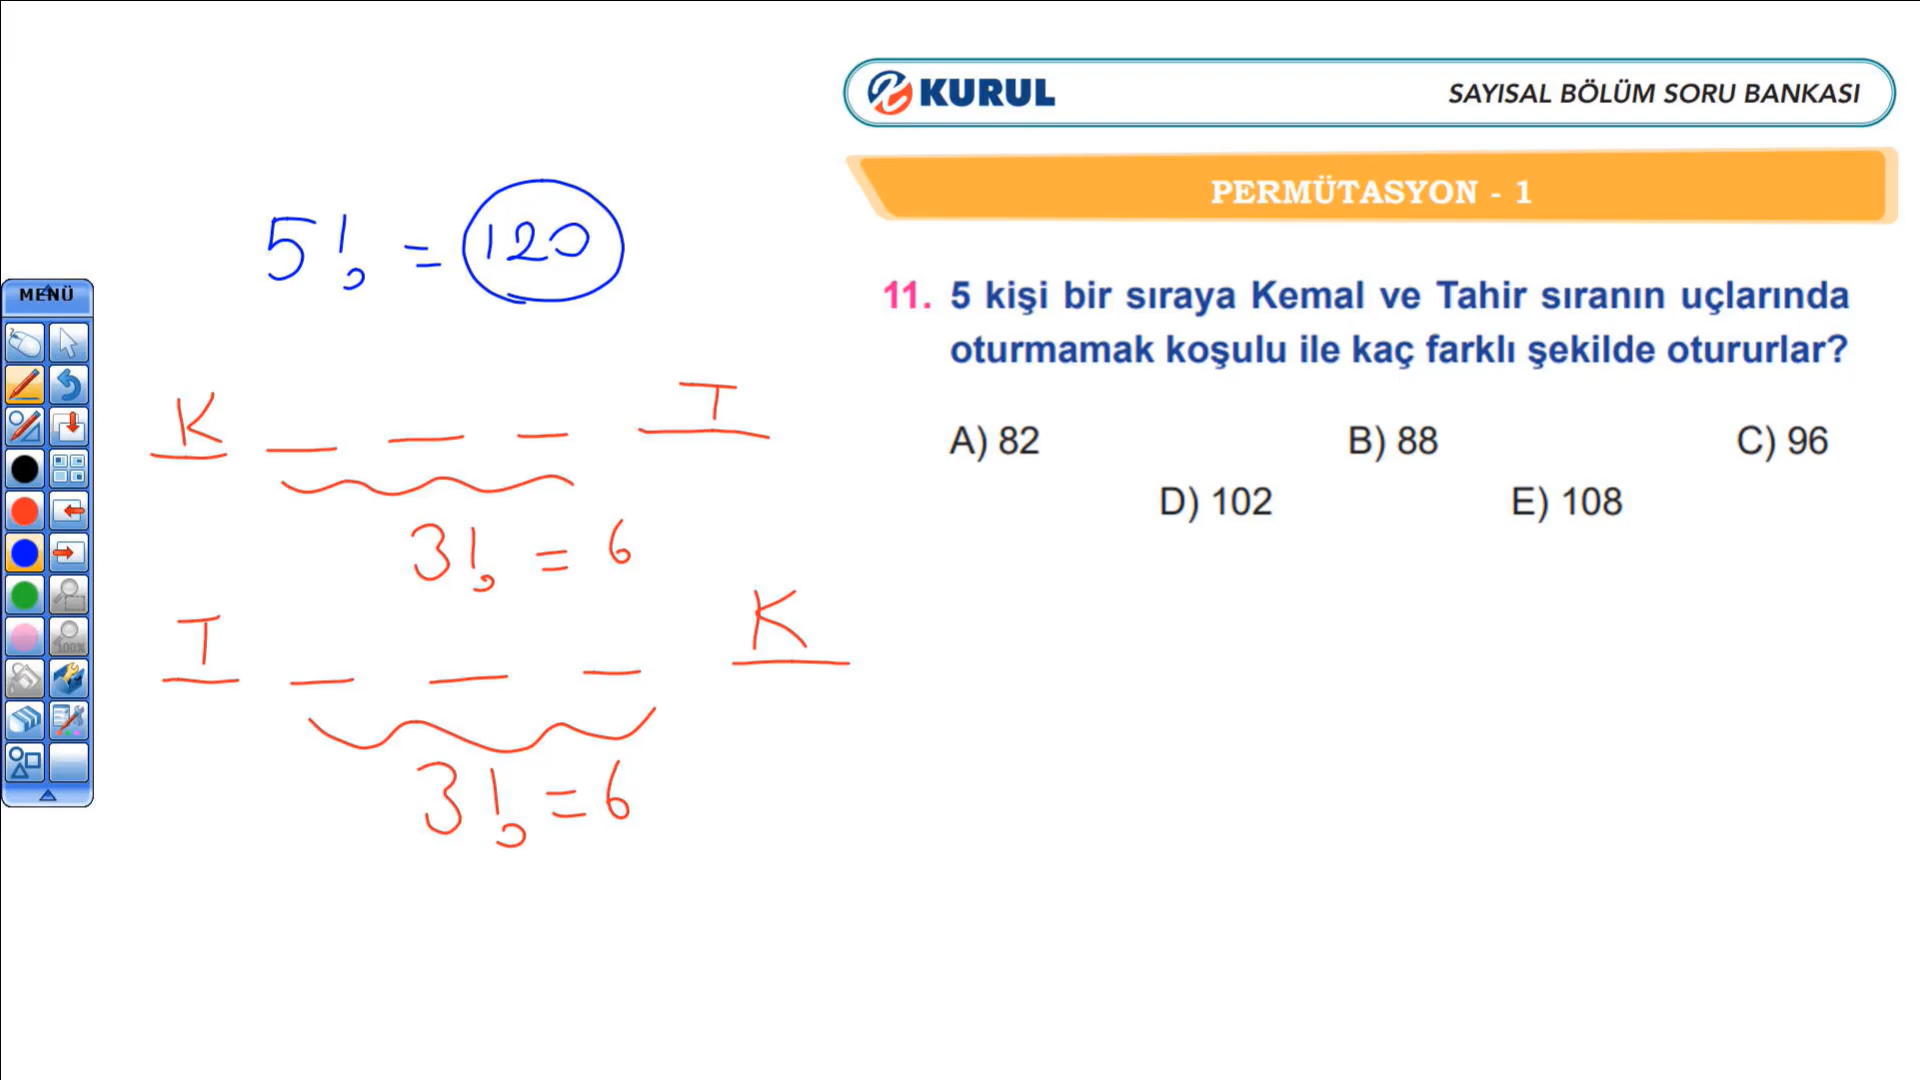 KURUL
SAYISAL BÖLÜM SORU BANKASI
PERMÜTASYON - 1
11. 5 kişi bir sıraya Kemal ve Tahir sıranın uçlarında
oturmamak koşulu ile kaç farklı şekilde otururlar?
A) 82
B) 88
C) 96
D) 102
E) 108
5! = 120
K _ _ _ T
3! = 6
T _ _ _ K
3! = 6
MENÜ
100%